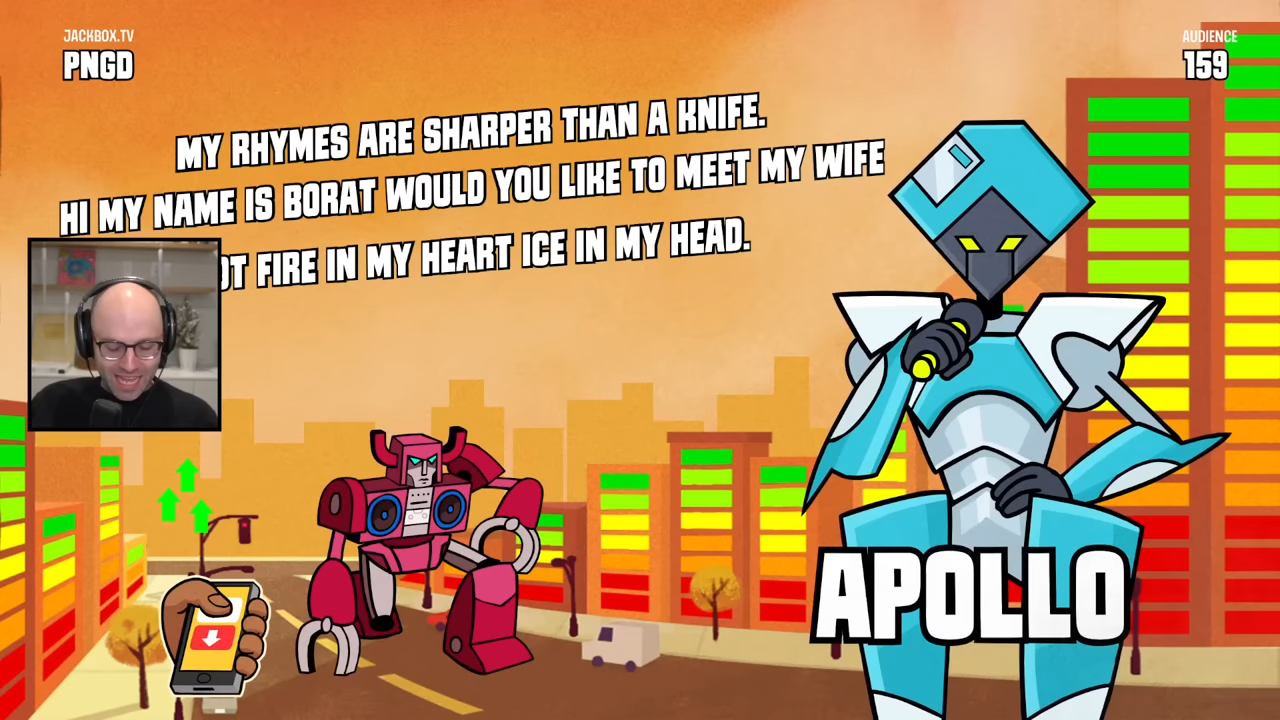 JACKBOX.TV
PNGD
AUDIENCE
159
MY RHYMES ARE SHARPER THAN A KNIFE.
HI MY NAME IS BORAT WOULD YOU LIKE TO MEET MY WIFE
FIRE IN MY HEART ICE IN MY HEAD.
APOLLO